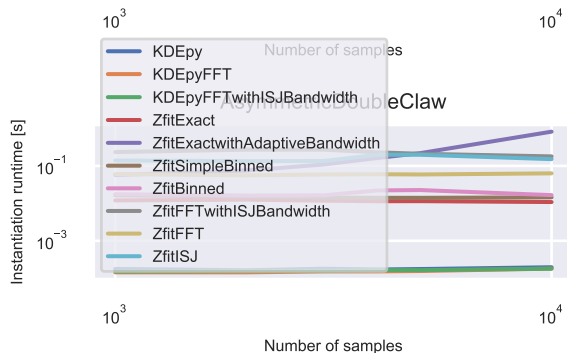 10³ 10⁴
Number of samples
AsymmetricDoubleClaw
KDEpy
KDEpyFFT
KDEpyFFTwithISJBandwidth
ZfitExact
ZfitExactwithAdaptiveBandwidth
ZfitSimpleBinned
ZfitBinned
ZfitFFTwithISJBandwidth
ZfitFFT
ZfitISJ
Instantiation runtime [s]
10⁻¹
10⁻³
10³ 10⁴
Number of samples